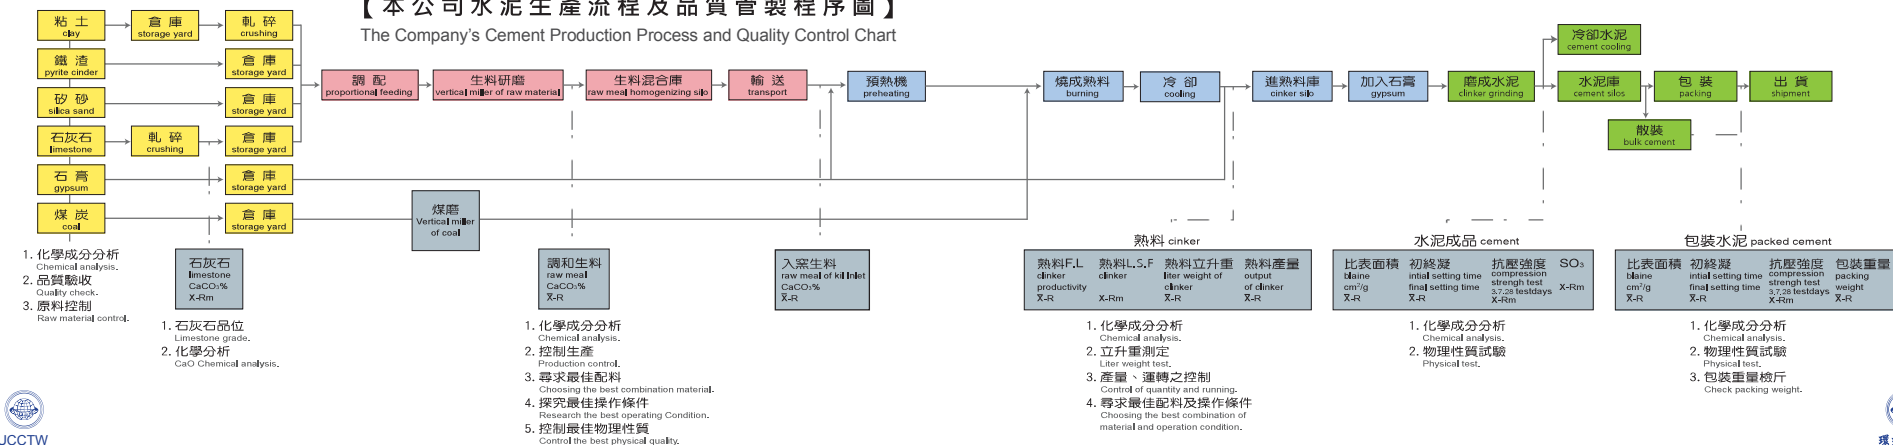 【本公司水泥生產流程及品質管製程序圖】
The Company's Cement Production Process and Quality Control Chart
粘土
clay
倉庫
storage yard
軋碎
crushing
鐵渣
pyrite cinder
倉庫
storage yard
矽砂
silica sand
倉庫
storage yard
石灰石
limestone
軋碎
crushing
倉庫
storage yard
石膏
gypsum
倉庫
storage yard
煤炭
coal
倉庫
storage yard
煤磨
Vertical miller
of coal
調配
proportional feeding
生料研磨
vertical miller of raw material
生料混合庫
raw meal homogenizing silo
輸送
transport
預熱機
preheating
燒成熟料
burning
冷卻
cooling
進熟料庫
cinker silo
加入石膏
gypsum
磨成水泥
clinker grinding
冷卻水泥
cement cooling
水泥庫
cement silos
包裝
packing
出貨
shipment
散裝
bulk cement
1. 化學成分分析
Chemical analysis.
2. 品質驗收
Quality check.
3. 原料控制
Raw material control.
石灰石
limestone
CaCO₃%
X-Rm
1. 石灰石品位
Limestone grade.
2. 化學分析
CaO Chemical analysis.
調和生料
raw meal
CaCO₃%
X̄-R
1. 化學成分分析
Chemical analysis.
2. 控制生產
Production control.
3. 尋求最佳配料
Choosing the best combination material.
4. 探究最佳操作條件
Research the best operating Condition.
5. 控制最佳物理性質
Control the best physical quality.
入窯生料
raw meal of kil Inlet
CaCO₃%
X̄-R
熟料 cinker
熟料F.L
clinker
productivity
X̄-R
熟料L.S.F
clinker
X-Rm
熟料立升重
liter weight of
clinker
X̄-R
熟料產量
output
of clinker
X̄-R
1. 化學成分分析
Chemical analysis.
2. 立升重測定
Liter weight test.
3. 產量、運轉之控制
Control of quantity and running.
4. 尋求最佳配料及操作條件
Choosing the best combination of
material and operation condition.
水泥成品 cement
比表面積
blaine
cm²/g
X̄-R
初終凝
intial setting time
final setting time
X̄-R
抗壓強度
compression
strengh test
3.7.28 testdays
X-Rm
SO₃
X-Rm
1. 化學成分分析
Chemical analysis.
2. 物理性質試驗
Physical test.
包裝水泥 packed cement
比表面積
blaine
cm²/g
X̄-R
初終凝
intial setting time
final setting time
X̄-R
抗壓強度
compression
strengh test
3,7,28 testdays
X-Rm
包裝重量
packing
weight
X̄-R
1. 化學成分分析
Chemical analysis.
2. 物理性質試驗
Physical test.
3. 包裝重量檢斤
Check packing weight.
UCCTW